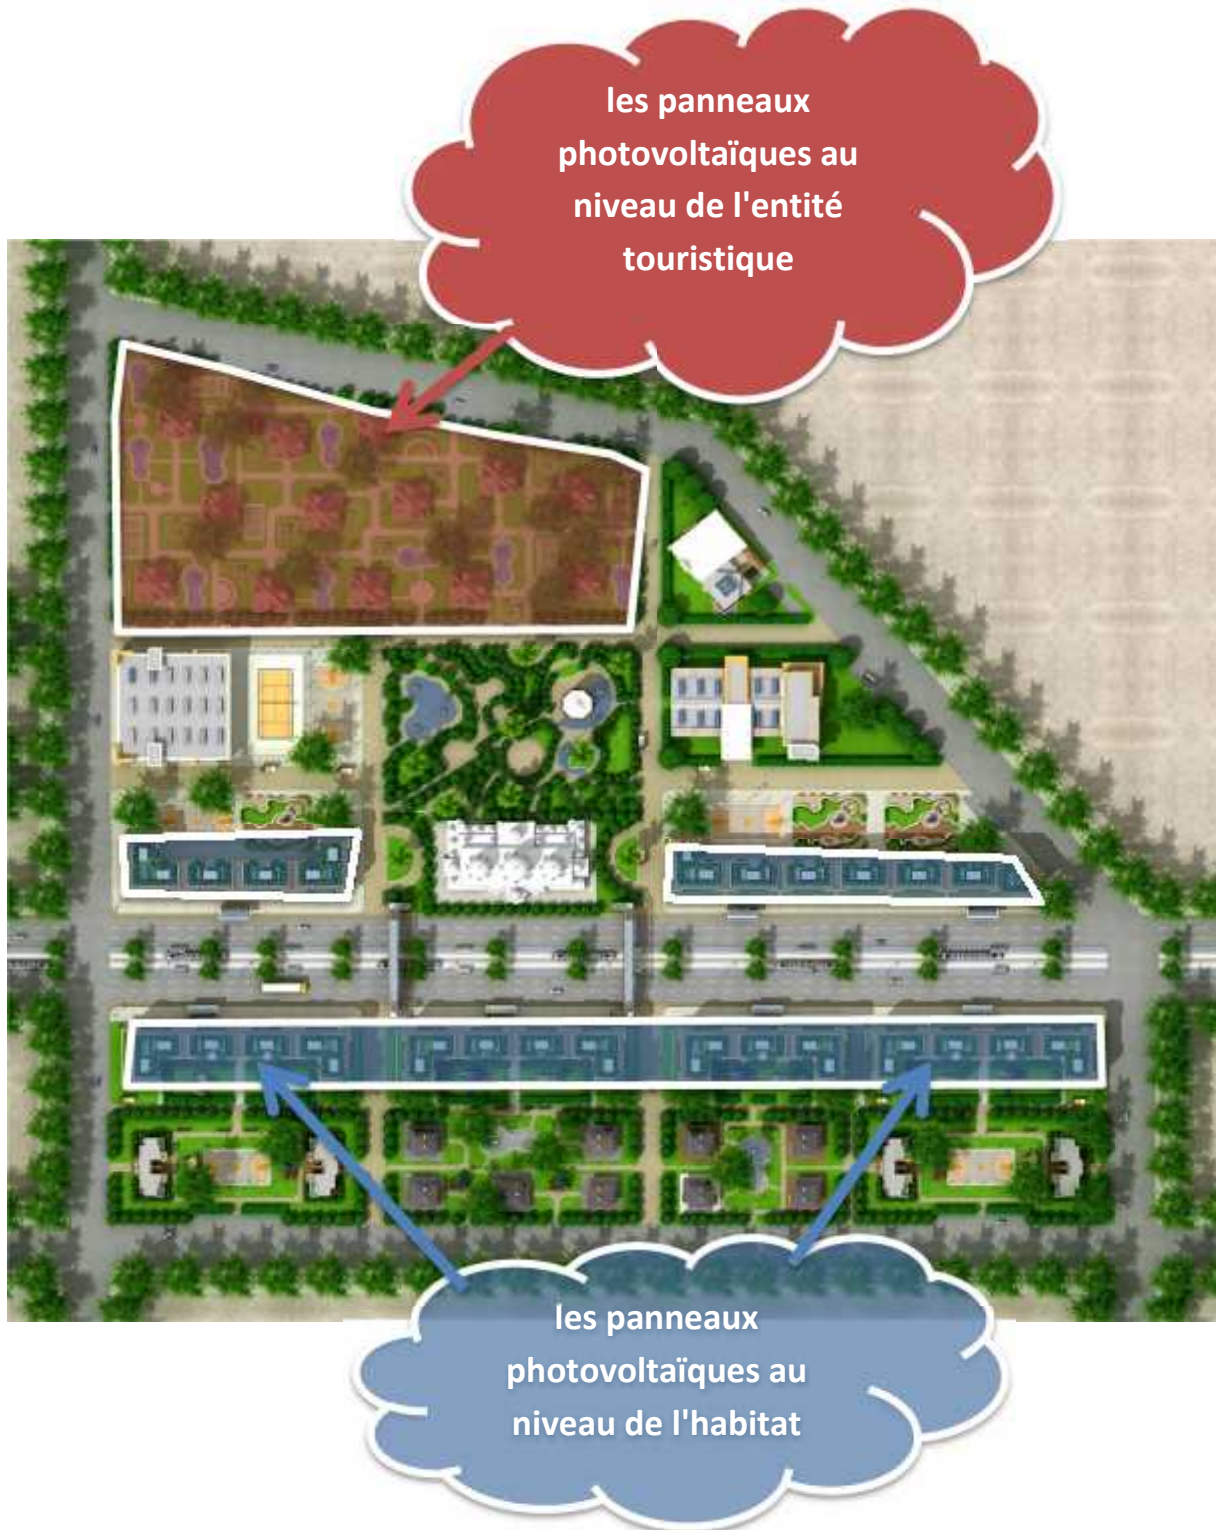 les panneaux
photovoltaïques au
niveau de l'entité
touristique
les panneaux
photovoltaïques au
niveau de l'habitat